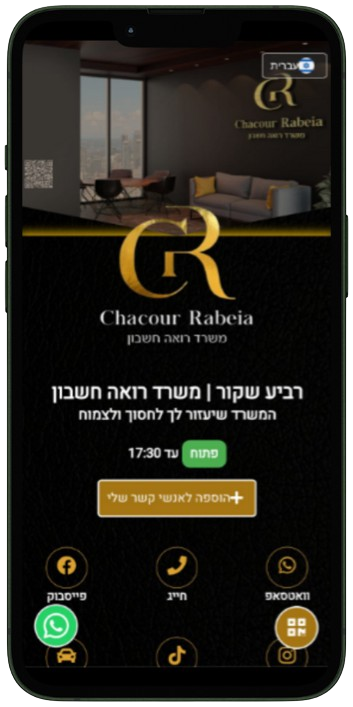 עברית
CR
Chacour Rabeia
משרד רואה חשבון
CR
Chacour Rabeia
משרד רואה חשבון
רביע שקור | משרד רואה חשבון
המשרד שיעזור לך לחסוך ולצמוח
פתוח עד 17:30
+הוספה לאנשי קשר שלי
וואטסאפ
חייג
פייסבוק